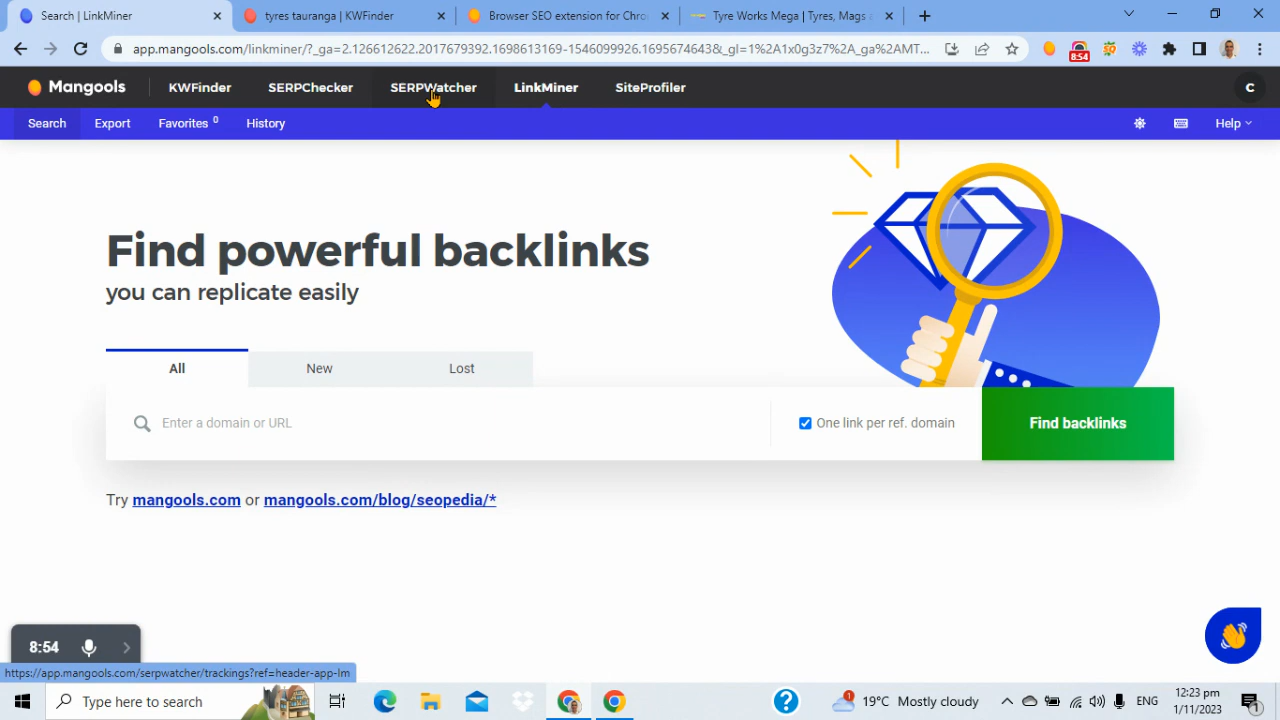 Search | LinkMiner
tyres tauranga | KWFinder
Browser SEO extension for Chro
Tyre Works Mega | Tyres, Mags a
app.mangools.com/linkminer/?_ga=2.126612622.2017679392.1698613169-1546099926.1695674643&_gl=1%2A1x0g3z7%2A_ga%2AMT...
8:54
Mangools
KWFinder
SERPChecker
SERPWatcher
LinkMiner
SiteProfiler
C
Search
Export
Favorites 0
History
Help
Find powerful backlinks
you can replicate easily
All
New
Lost
Enter a domain or URL
One link per ref. domain
Find backlinks
Try mangools.com or mangools.com/blog/seopedia/*
8:54
https://app.mangools.com/serpwatcher/trackings?ref=header-app-lm
Type here to search
1
19°C Mostly cloudy
ENG
12:23 pm
1/11/2023
1